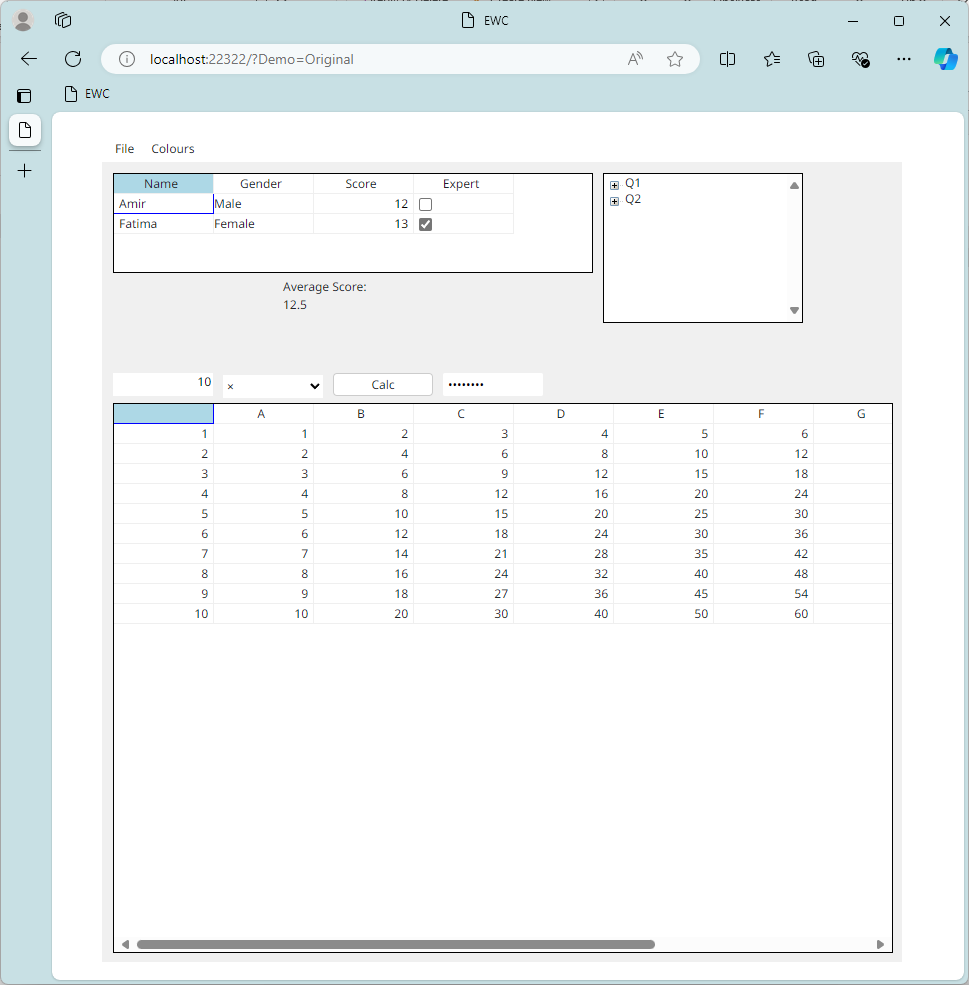 EWC
localhost:22322/?Demo=Original
EWC
File Colours
Name Gender Score Expert
Amir Male 12
Fatima Female 13
Q1
Q2
Average Score:
12.5
10 × Calc ••••••••
A B C D E F G
1 1 2 3 4 5 6
2 2 4 6 8 10 12
3 3 6 9 12 15 18
4 4 8 12 16 20 24
5 5 10 15 20 25 30
6 6 12 18 24 30 36
7 7 14 21 28 35 42
8 8 16 24 32 40 48
9 9 18 27 36 45 54
10 10 20 30 40 50 60